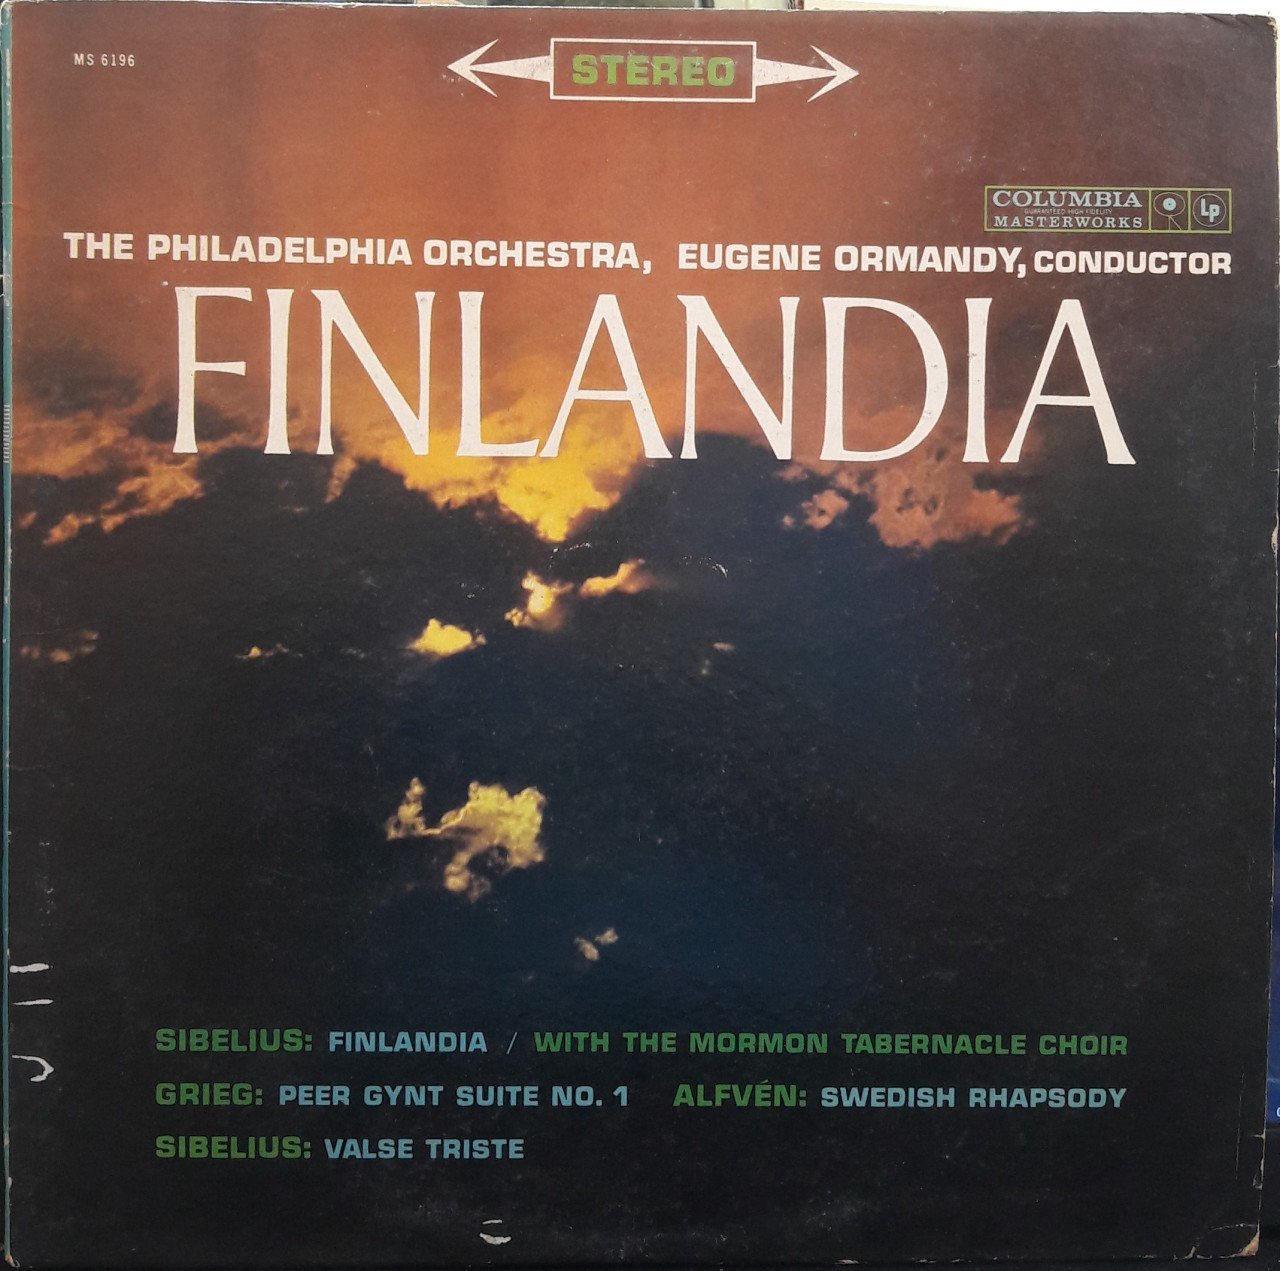 MS 6196
STEREO
COLUMBIA
GUARANTEED HIGH FIDELITY
MASTERWORKS
LP
THE PHILADELPHIA ORCHESTRA, EUGENE ORMANDY, CONDUCTOR
FINLANDIA
SIBELIUS: FINLANDIA / WITH THE MORMON TABERNACLE CHOIR
GRIEG: PEER GYNT SUITE NO. 1 ALFVÉN: SWEDISH RHAPSODY
SIBELIUS: VALSE TRISTE